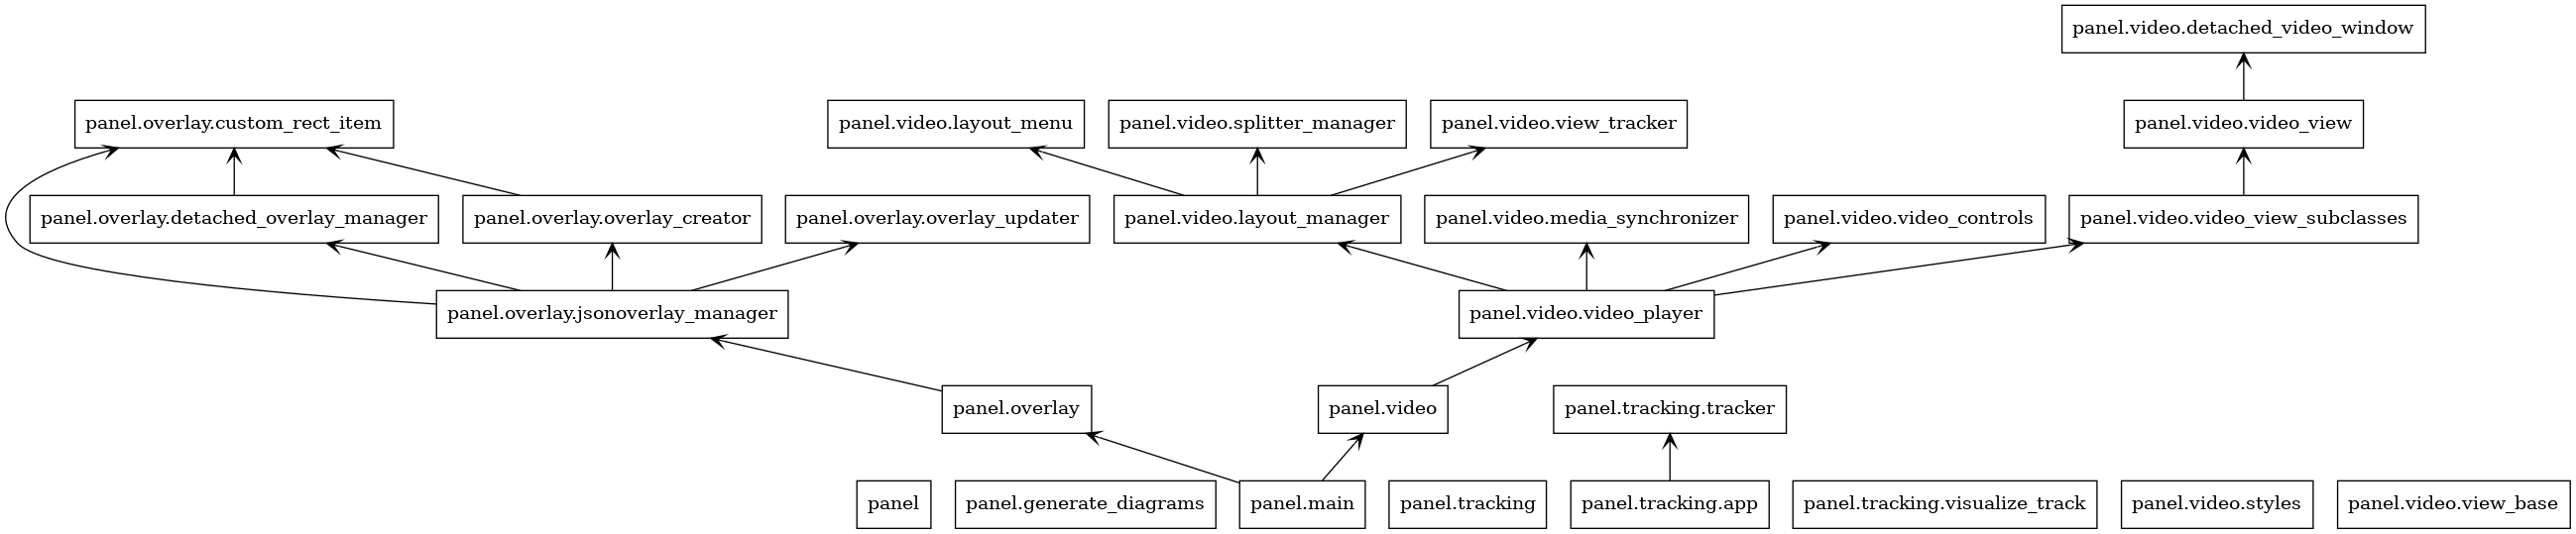 panel.video.detached_video_window
panel.overlay.custom_rect_item
panel.video.layout_menu
panel.video.splitter_manager
panel.video.view_tracker
panel.video.video_view
panel.overlay.detached_overlay_manager
panel.overlay.overlay_creator
panel.overlay.overlay_updater
panel.video.layout_manager
panel.video.media_synchronizer
panel.video.video_controls
panel.video.video_view_subclasses
panel.overlay.jsonoverlay_manager
panel.video.video_player
panel.overlay
panel.video
panel.tracking.tracker
panel
panel.generate_diagrams
panel.main
panel.tracking
panel.tracking.app
panel.tracking.visualize_track
panel.video.styles
panel.video.view_base